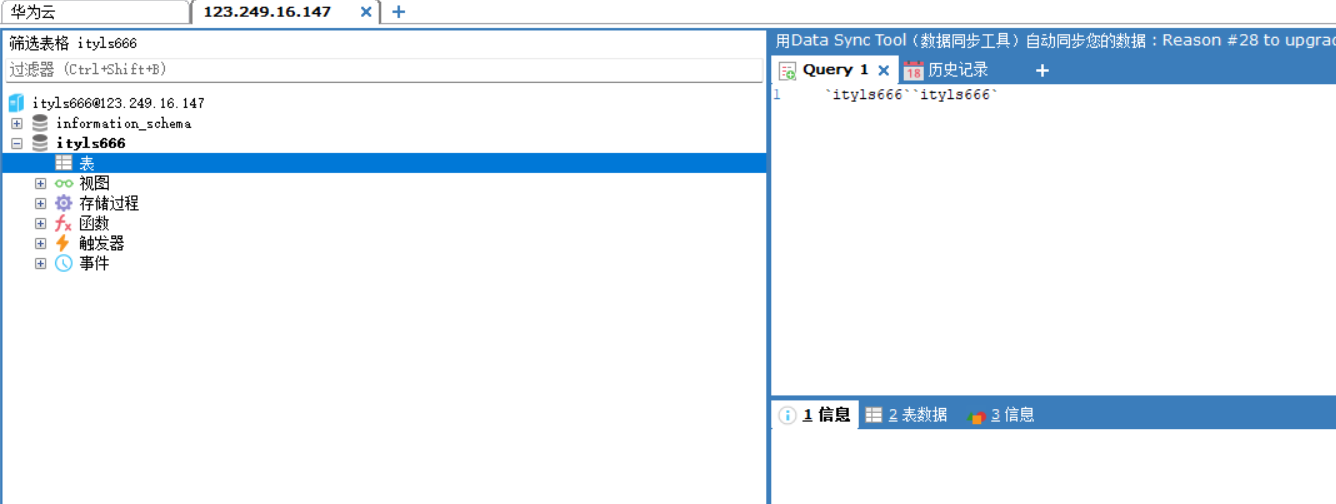 华为云
123.249.16.147
筛选表格 ityls666
过滤器 (Ctrl+Shift+B)
ityls666@123.249.16.147
information_schema
ityls666
表
视图
存储过程
函数
触发器
事件
用Data Sync Tool（数据同步工具）自动同步您的数据：Reason #28 to upgrad
Query 1
18 历史记录
1 `ityls666``ityls666`
1 信息 2 表数据 3 信息